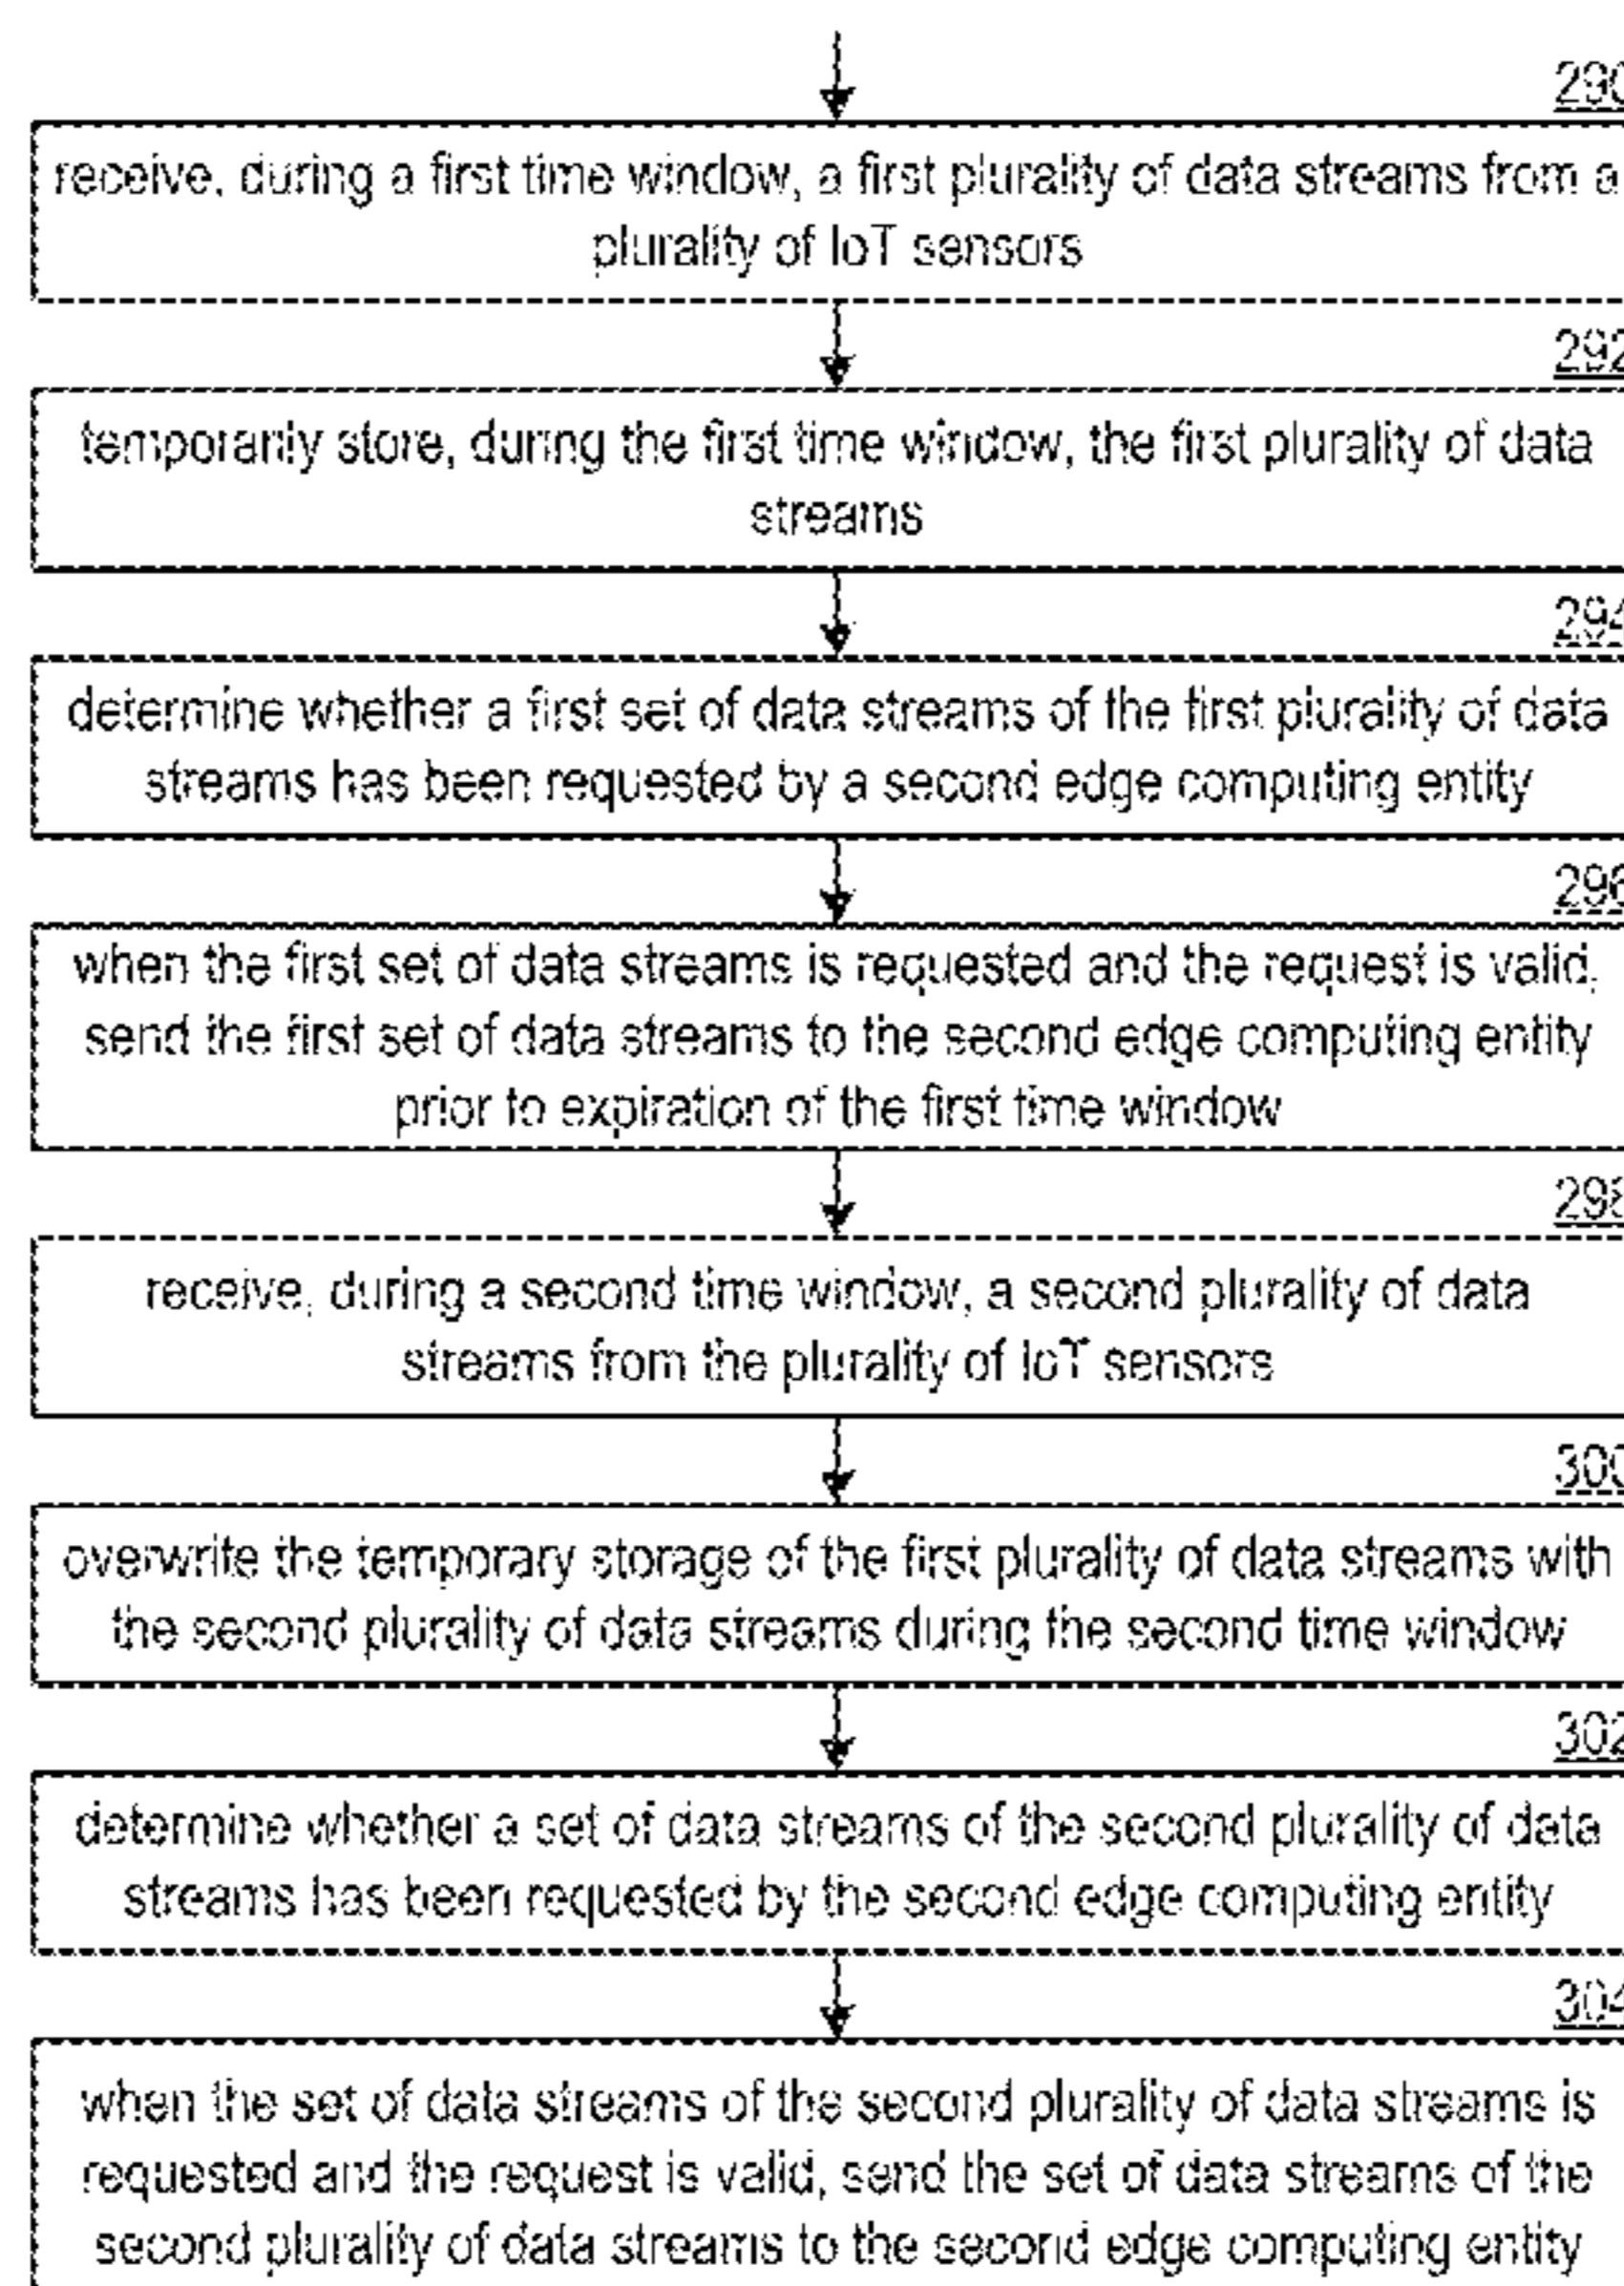 290
receive, during a first time window, a first plurality of data streams from a
plurality of IoT sensors
292
temporarily store, during the first time window, the first plurality of data
streams
294
determine whether a first set of data streams of the first plurality of data
streams has been requested by a second edge computing entity
296
when the first set of data streams is requested and the request is valid,
send the first set of data streams to the second edge computing entity
prior to expiration of the first time window
298
receive, during a second time window, a second plurality of data
streams from the plurality of IoT sensors
300
overwrite the temporary storage of the first plurality of data streams with
the second plurality of data streams during the second time window
302
determine whether a set of data streams of the second plurality of data
streams has been requested by the second edge computing entity
304
when the set of data streams of the second plurality of data streams is
requested and the request is valid, send the set of data streams of the
second plurality of data streams to the second edge computing entity